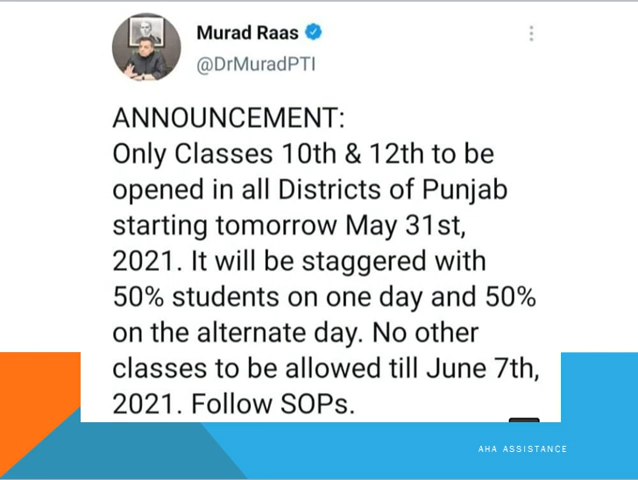 Murad Raas
@DrMuradPTI
ANNOUNCEMENT:
Only Classes 10th & 12th to be
opened in all Districts of Punjab
starting tomorrow May 31st,
2021. It will be staggered with
50% students on one day and 50%
on the alternate day. No other
classes to be allowed till June 7th,
2021. Follow SOPs.
AHA ASSISTANCE